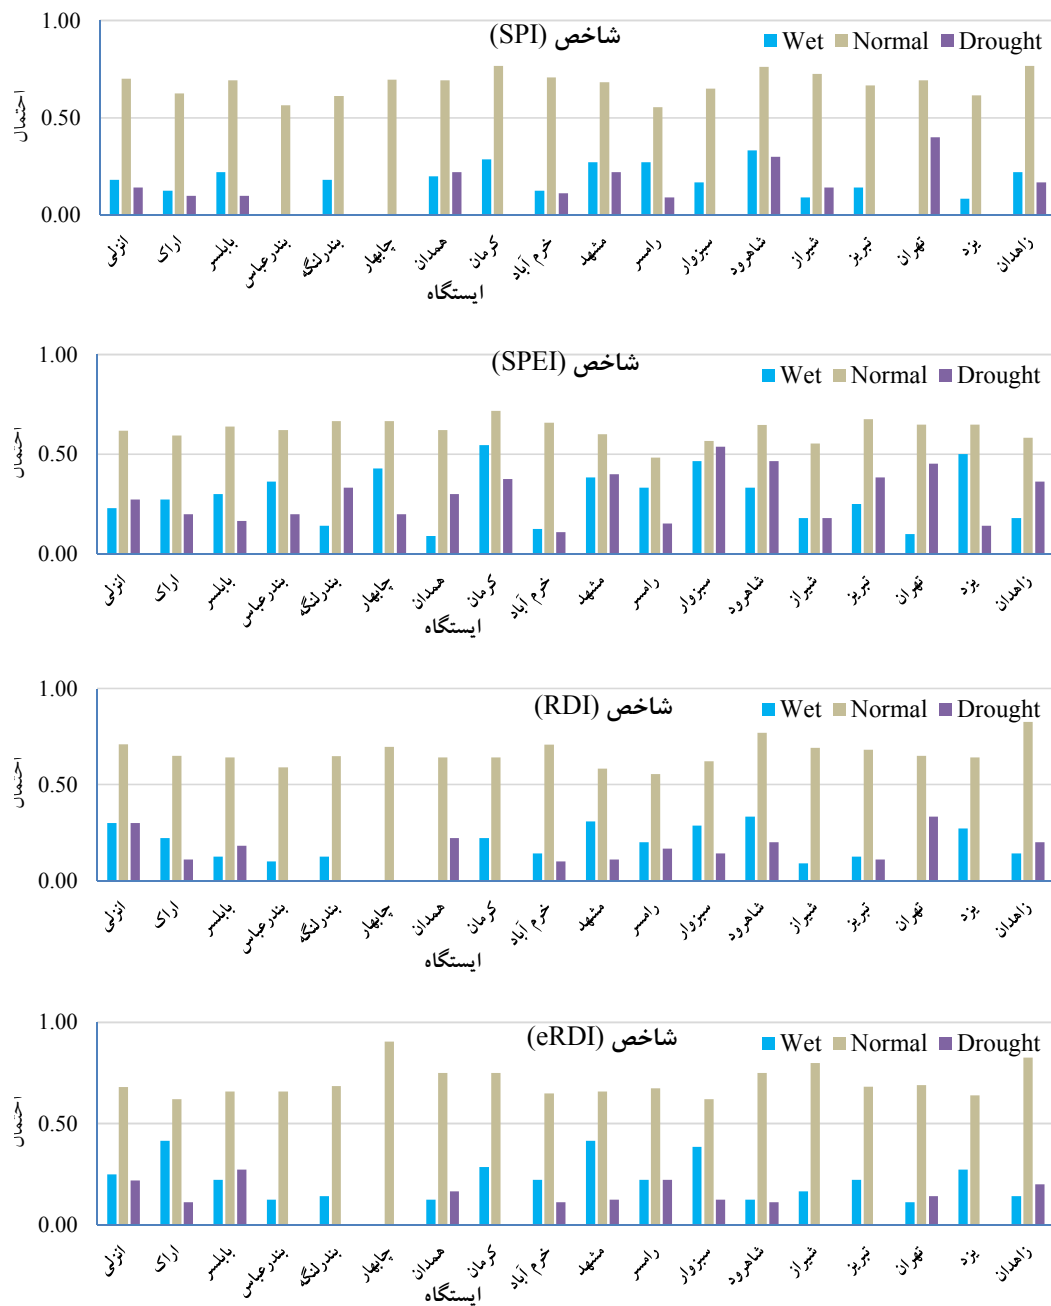 شاخص (SPI)
Wet Normal Drought
1.00
0.50
0.00
احتمال
انزلی اراک بابلسر بندرعباس بندرلنگه چابهار همدان کرمان خرم آباد مشهد رامسر سبزوار شاهرود شیراز تبریز تهران یزد زاهدان
ایستگاه
شاخص (SPEI)
Wet Normal Drought
1.00
0.50
0.00
احتمال
انزلی اراک بابلسر بندرعباس بندرلنگه چابهار همدان کرمان خرم آباد مشهد رامسر سبزوار شاهرود شیراز تبریز تهران یزد زاهدان
ایستگاه
شاخص (RDI)
Wet Normal Drought
1.00
0.50
0.00
احتمال
انزلی اراک بابلسر بندرعباس بندرلنگه چابهار همدان کرمان خرم آباد مشهد رامسر سبزوار شاهرود شیراز تبریز تهران یزد زاهدان
ایستگاه
شاخص (eRDI)
Wet Normal Drought
1.00
0.50
0.00
احتمال
انزلی اراک بابلسر بندرعباس بندرلنگه چابهار همدان کرمان خرم آباد مشهد رامسر سبزوار شاهرود شیراز تبریز تهران یزد زاهدان
ایستگاه